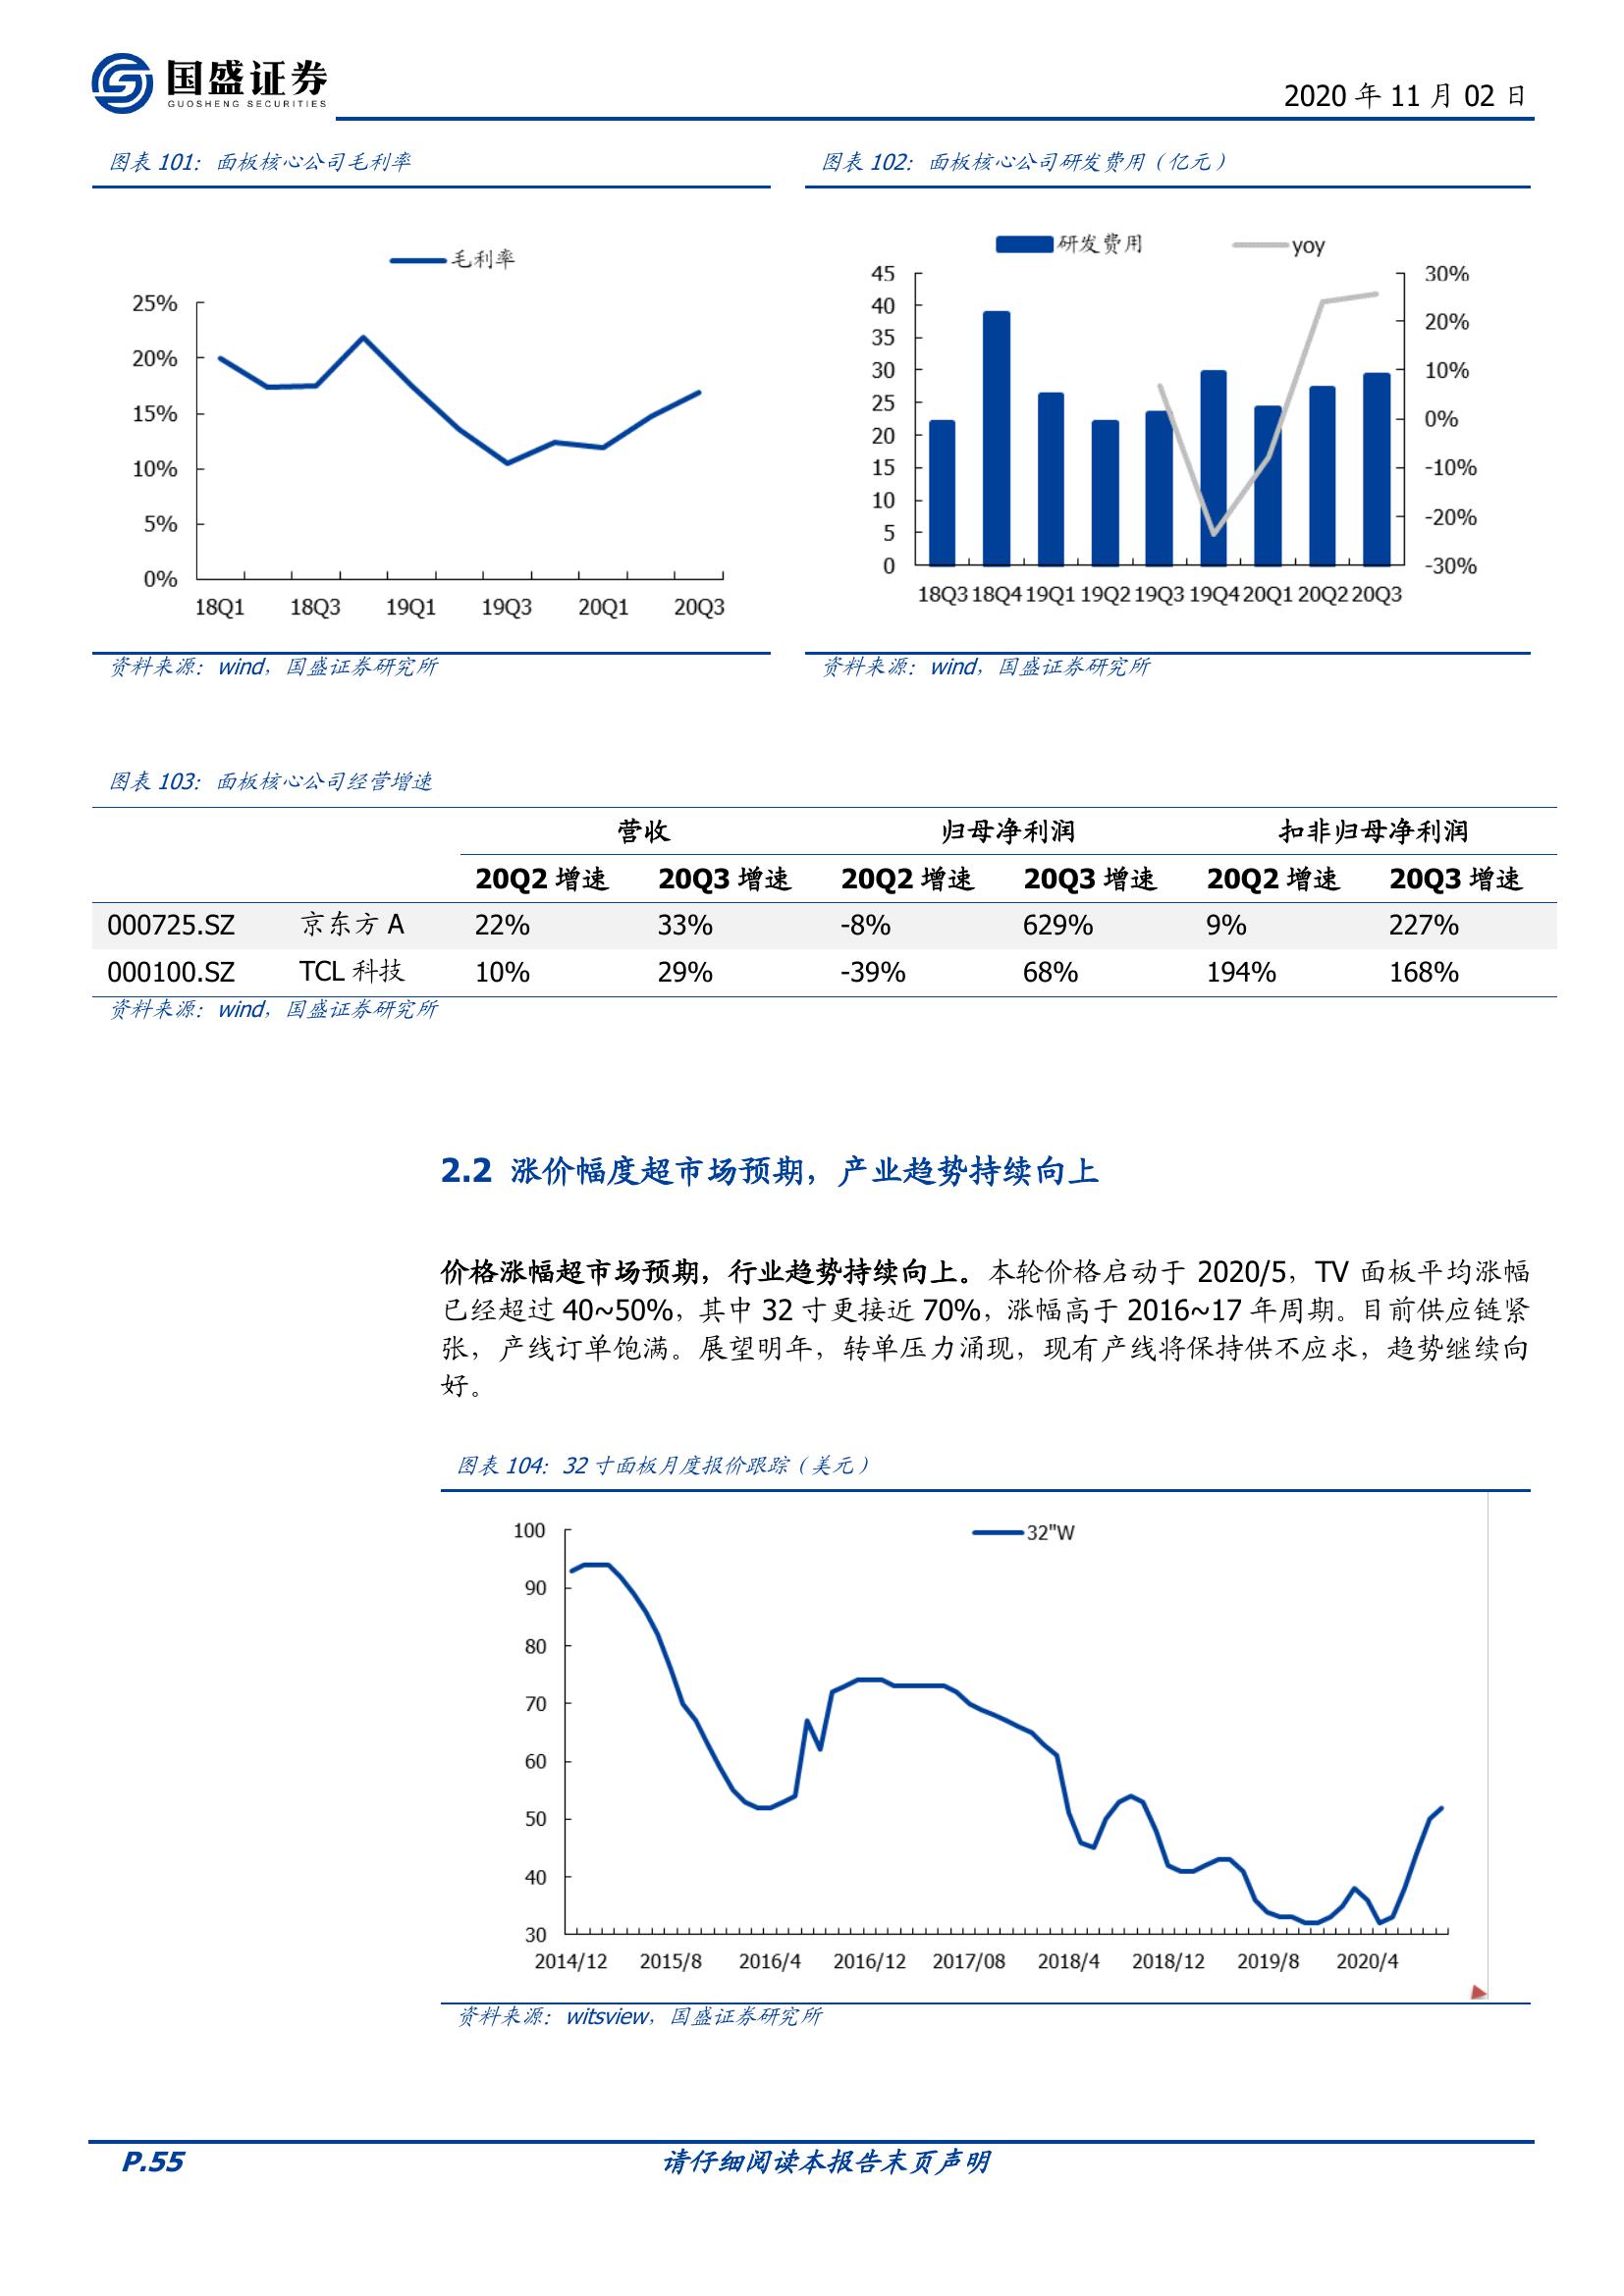 国盛证券
GUOSHENG SECURITIES
2020 年 11 月 02 日
图表 101：面板核心公司毛利率
毛利率
25%
20%
15%
10%
5%
0%
18Q1 18Q3 19Q1 19Q3 20Q1 20Q3
资料来源：wind，国盛证券研究所
图表 102：面板核心公司研发费用（亿元）
研发费用 yoy
45 30%
40
35 20%
30 10%
25
20 0%
15 -10%
10
5 -20%
0 -30%
18Q3 18Q4 19Q1 19Q2 19Q3 19Q4 20Q1 20Q2 20Q3
资料来源：wind，国盛证券研究所
图表 103：面板核心公司经营增速
营收 归母净利润 扣非归母净利润
20Q2 增速 20Q3 增速 20Q2 增速 20Q3 增速 20Q2 增速 20Q3 增速
000725.SZ 京东方 A 22% 33% -8% 629% 9% 227%
000100.SZ TCL 科技 10% 29% -39% 68% 194% 168%
资料来源：wind，国盛证券研究所
2.2 涨价幅度超市场预期，产业趋势持续向上
价格涨幅超市场预期，行业趋势持续向上。本轮价格启动于 2020/5，TV 面板平均涨幅
已经超过 40~50%，其中 32 寸更接近 70%，涨幅高于 2016~17 年周期。目前供应链紧
张，产线订单饱满。展望明年，转单压力涌现，现有产线将保持供不应求，趋势继续向
好。
图表 104：32 寸面板月度报价跟踪（美元）
32"W
100
90
80
70
60
50
40
30
2014/12 2015/8 2016/4 2016/12 2017/08 2018/4 2018/12 2019/8 2020/4
资料来源：witsview，国盛证券研究所
P.55 请仔细阅读本报告末页声明